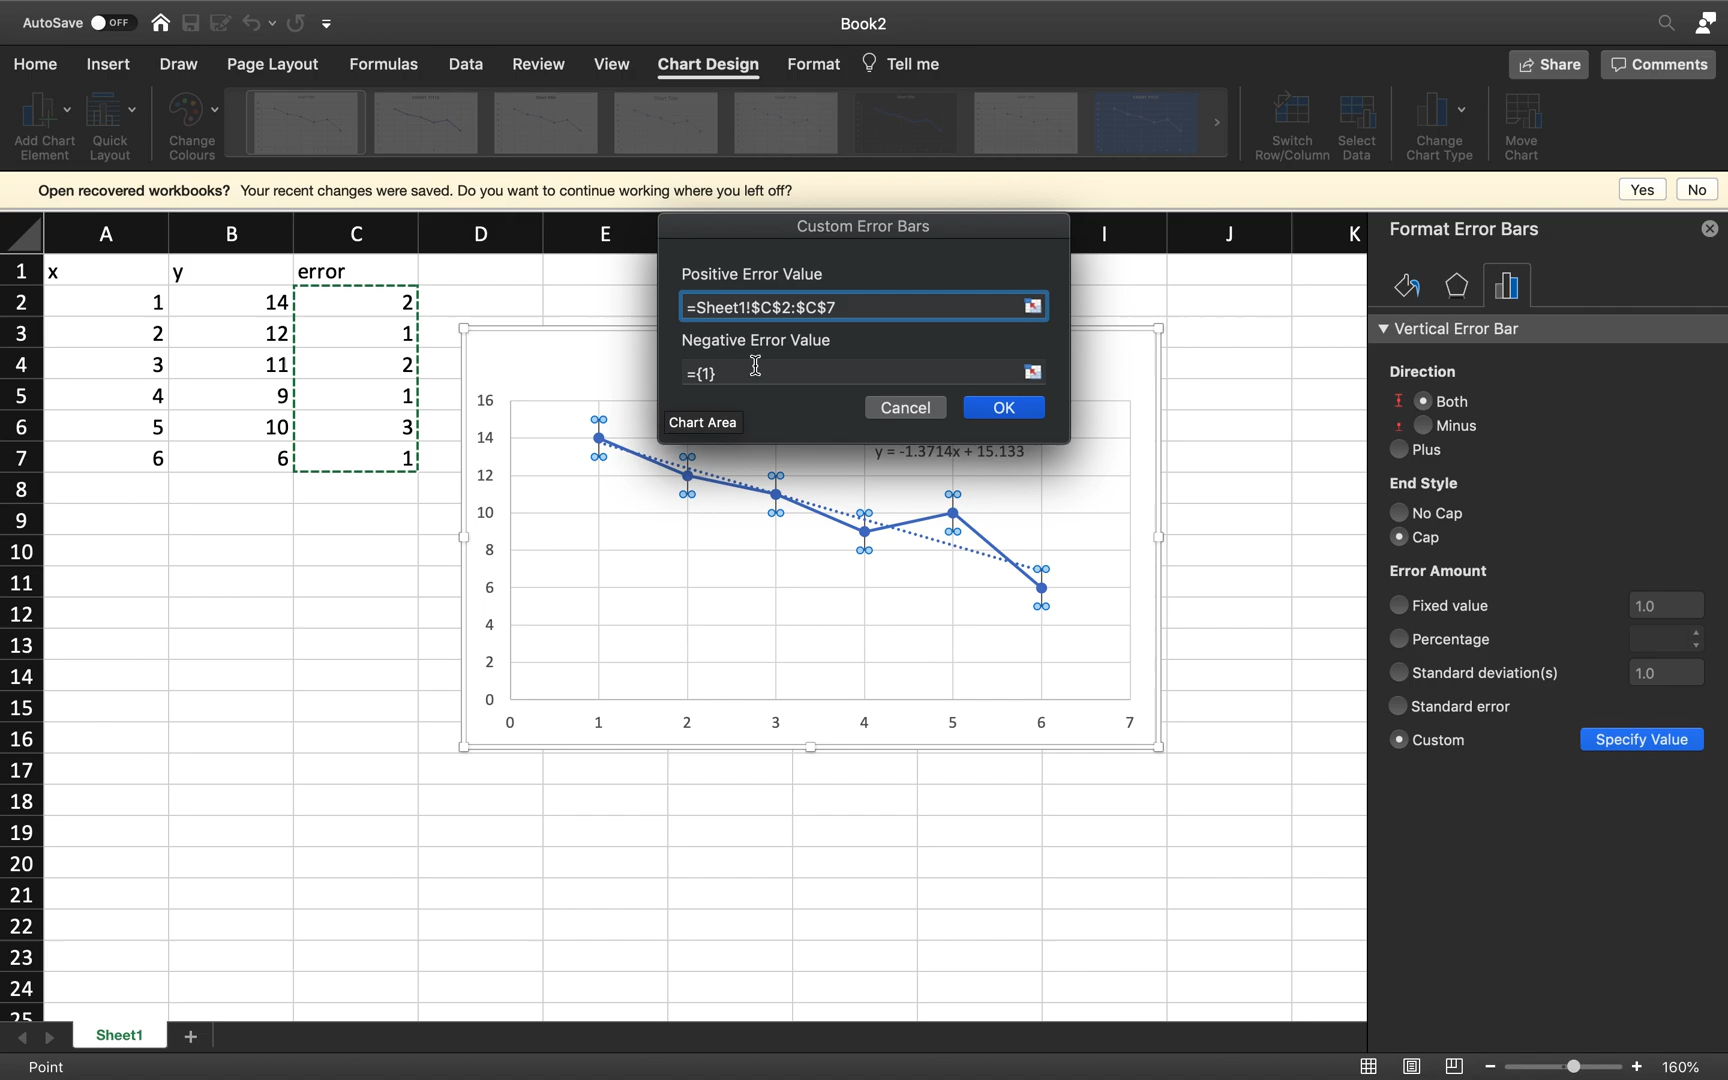 AutoSave OFF
Book2
Home Insert Draw Page Layout Formulas Data Review View Chart Design Format Tell me
Share Comments
Add Chart Element
Quick Layout
Change Colours
Switch Row/Column
Select Data
Change Chart Type
Move Chart
Open recovered workbooks? Your recent changes were saved. Do you want to continue working where you left off?
Yes No
A B C D E I J K
1 x y error
2 1 14 2
3 2 12 1
4 3 11 2
5 4 9 1
6 5 10 3
7 6 6 1
8
9
10
11
12
13
14
15
16
17
18
19
20
21
22
23
24
25
Custom Error Bars
Positive Error Value
=Sheet1!$C$2:$C$7
Negative Error Value
={1}
Cancel OK
Chart Area
y = -1.3714x + 15.133
16
14
12
10
8
6
4
2
0
0 1 2 3 4 5 6 7
Format Error Bars
Vertical Error Bar
Direction
Both
Minus
Plus
End Style
No Cap
Cap
Error Amount
Fixed value 1.0
Percentage
Standard deviation(s) 1.0
Standard error
Custom Specify Value
Sheet1
Point
160%